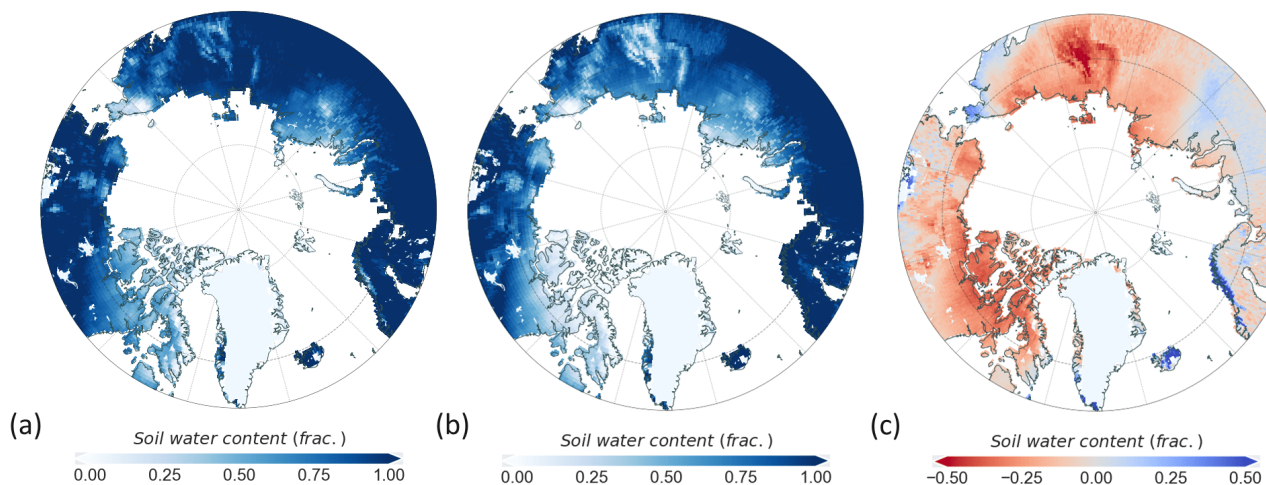 (a)
Soil water content (frac.)
0.00 0.25 0.50 0.75 1.00
(b)
Soil water content (frac.)
0.00 0.25 0.50 0.75 1.00
(c)
Soil water content (frac.)
−0.50 −0.25 0.00 0.25 0.50